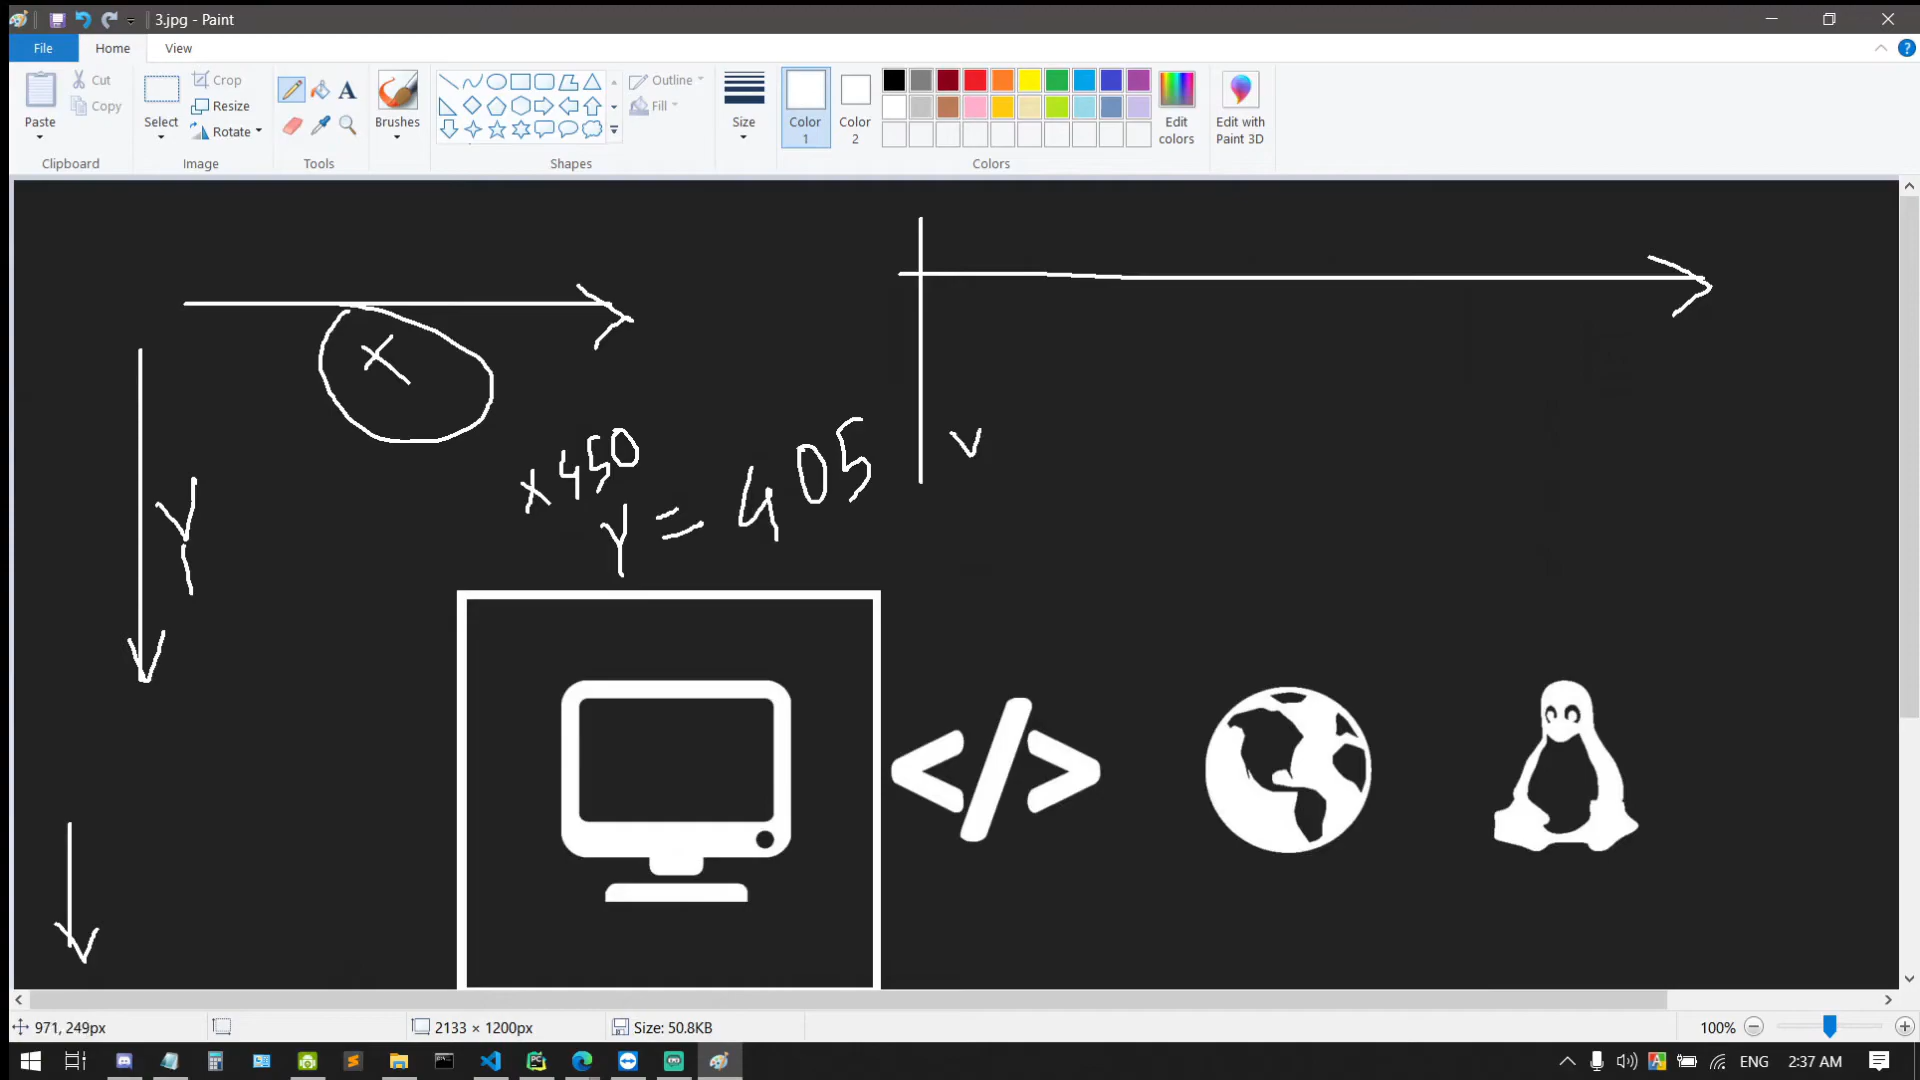 3.jpg - Paint
File Home View
Paste
Cut
Copy
Clipboard
Select
Crop
Resize
Rotate
Image
Tools
A
Brushes
Shapes
Outline
Fill
Size
Color 1
Color 2
Colors
Edit colors
Edit with Paint 3D
?
X
Y
x450
Y = 405
v
</>
971, 249px
2133 × 1200px
Size: 50.8KB
100%
ENG 2:37 AM